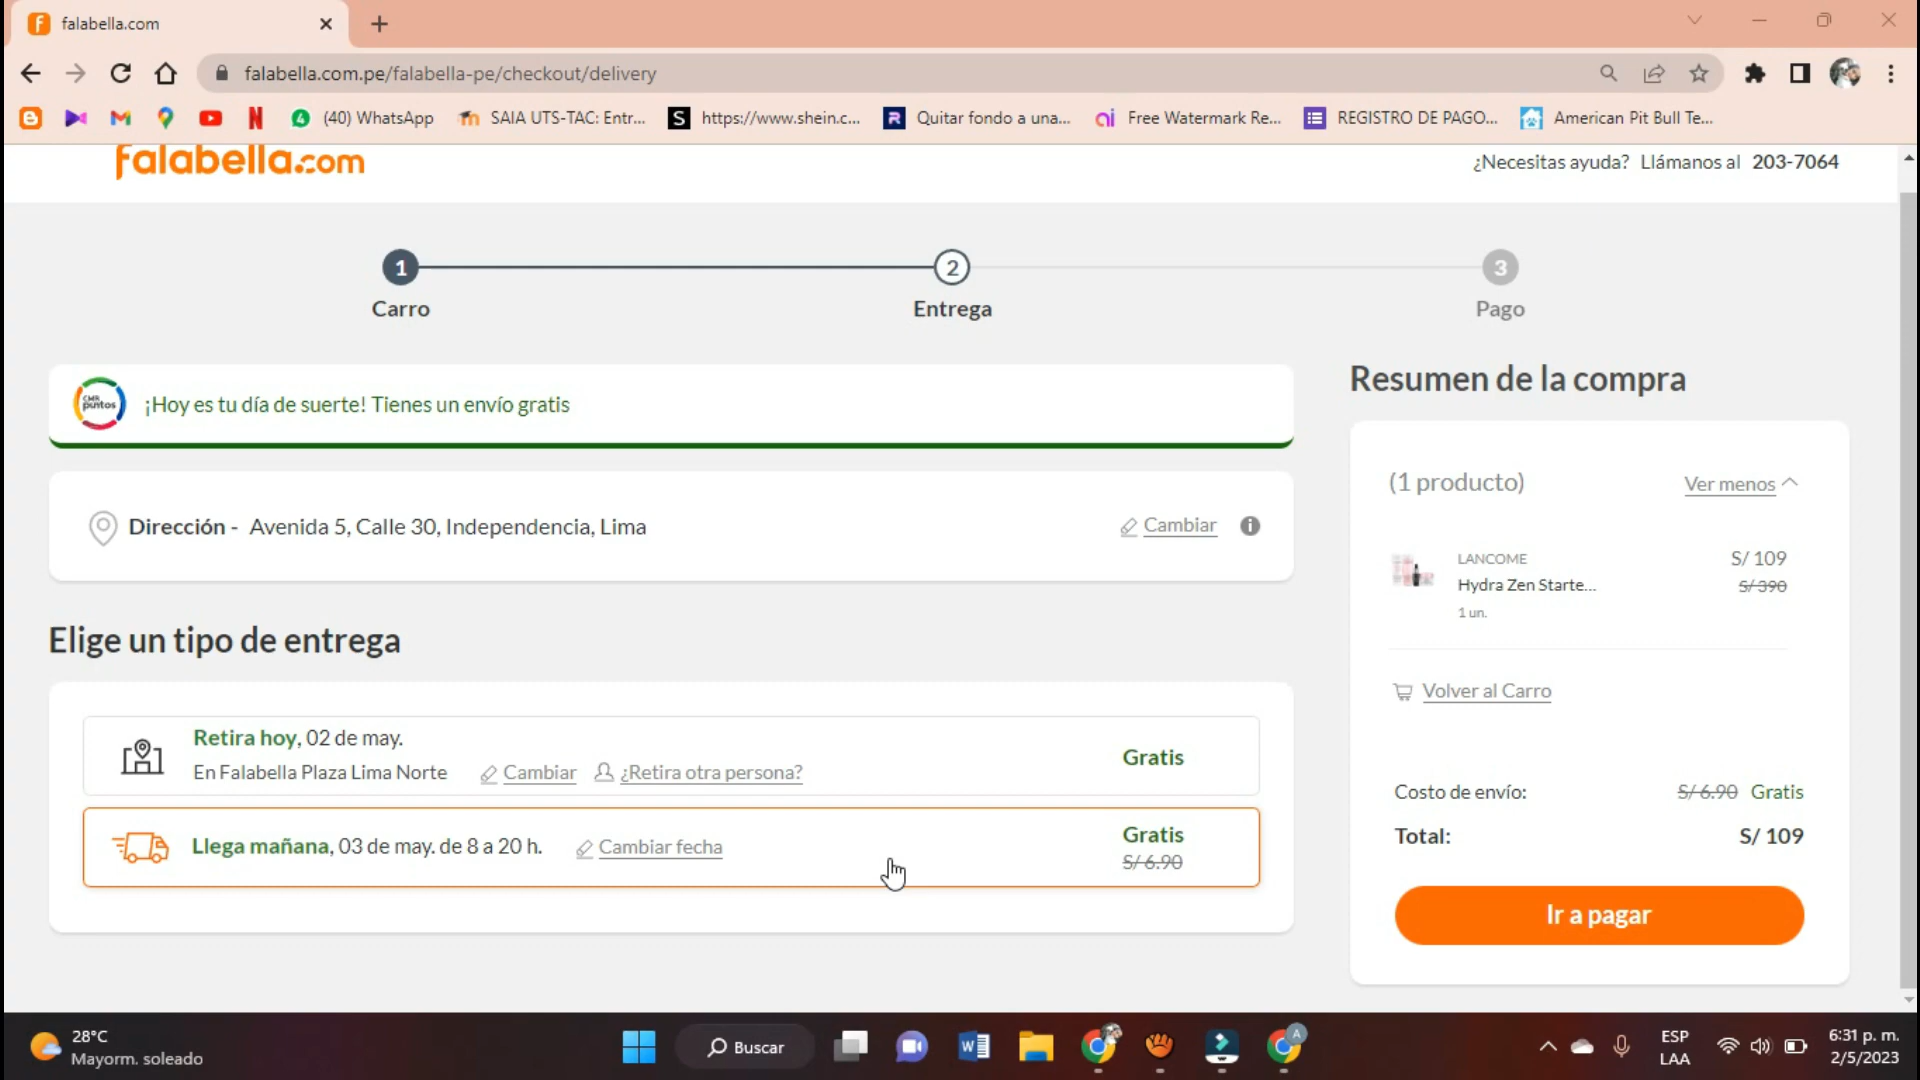 falabella.com
falabella.com.pe/falabella-pe/checkout/delivery
(40) WhatsApp
SAIA UTS-TAC: Entr...
https://www.shein.c...
Quitar fondo a una...
Free Watermark Re...
REGISTRO DE PAGO...
American Pit Bull Te...
falabella.com
¿Necesitas ayuda? Llámanos al 203-7064
1
2
3
Carro
Entrega
Pago
CMR puntos
¡Hoy es tu día de suerte! Tienes un envío gratis
Dirección - Avenida 5, Calle 30, Independencia, Lima
Cambiar
Elige un tipo de entrega
Retira hoy, 02 de may.
En Falabella Plaza Lima Norte
Cambiar
¿Retira otra persona?
Gratis
Llega mañana, 03 de may. de 8 a 20 h.
Cambiar fecha
Gratis
S/ 6.90
Resumen de la compra
(1 producto)
Ver menos
LANCOME
S/ 109
Hydra Zen Starte...
S/ 390
1 un.
Volver al Carro
Costo de envío: S/ 6.90 Gratis
Total: S/ 109
Ir a pagar
28°C
Mayorm. soleado
Buscar
ESP
LAA
6:31 p. m.
2/5/2023